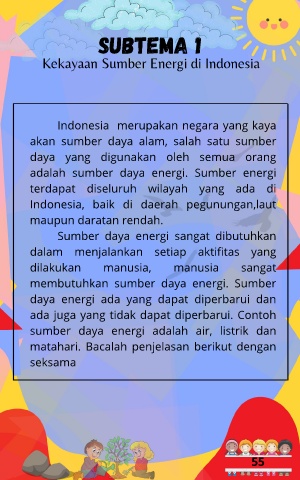 SUBTEMA 1
Kekayaan Sumber Energi di Indonesia
Indonesia merupakan negara yang kaya
akan sumber daya alam, salah satu sumber
daya yang digunakan oleh semua orang
adalah sumber daya energi. Sumber energi
terdapat diseluruh wilayah yang ada di
Indonesia, baik di daerah pegunungan,laut
maupun daratan rendah.
Sumber daya energi sangat dibutuhkan
dalam menjalankan setiap aktifitas yang
dilakukan manusia, manusia sangat
membutuhkan sumber daya energi. Sumber
daya energi ada yang dapat diperbarui dan
ada juga yang tidak dapat diperbarui. Contoh
sumber daya energi adalah air, listrik dan
matahari. Bacalah penjelasan berikut dengan
seksama
55